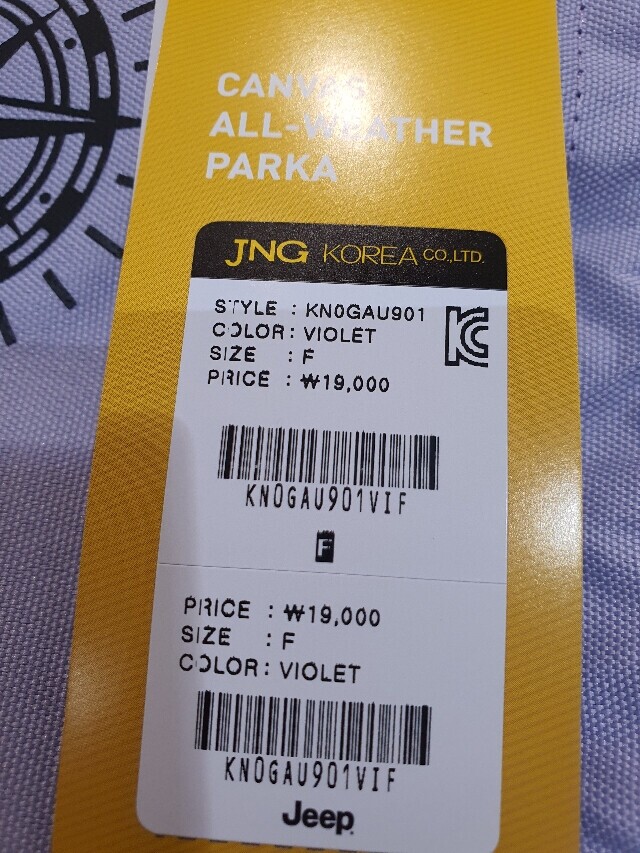 CANVAS
ALL-WEATHER
PARKA
JNG KOREA CO.,LTD.
STYLE : KN0GAU901
COLOR : VIOLET
SIZE : F
PRICE : ₩19,000
KN0GAU901VIF
F
PRICE : ₩19,000
SIZE : F
COLOR : VIOLET
KN0GAU901VIF
Jeep